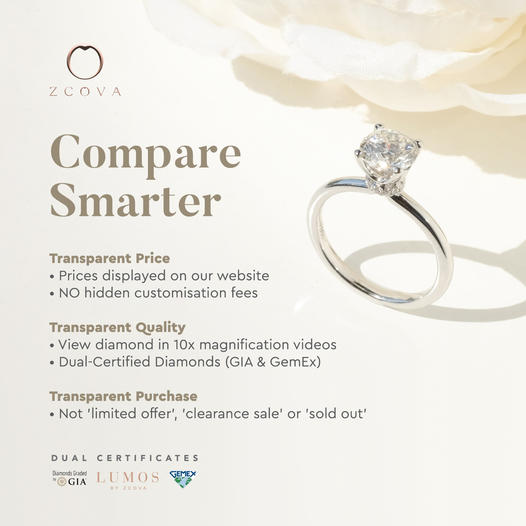 ZCOVA
Compare
Smarter
Transparent Price
• Prices displayed on our website
• NO hidden customisation fees
Transparent Quality
• View diamond in 10x magnification videos
• Dual-Certified Diamonds (GIA & GemEx)
Transparent Purchase
• Not 'limited offer', 'clearance sale' or 'sold out'
DUAL CERTIFICATES
Diamonds Graded
by GIA
LUMOS
BY ZCOVA
GEMEX